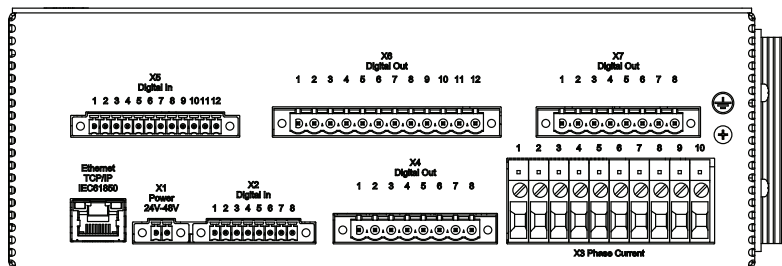 X5
Digital In
1 2 3 4 5 6 7 8 9 10 11 12
X6
Digital Out
1 2 3 4 5 6 7 8 9 10 11 12
X7
Digital Out
1 2 3 4 5 6 7 8
Ethernet
TCP/IP
IEC61850
X1
Power
24V-48V
X2
Digital In
1 2 3 4 5 6 7 8
X4
Digital Out
1 2 3 4 5 6 7 8
1 2 3 4 5 6 7 8 9 10
X3 Phase Current